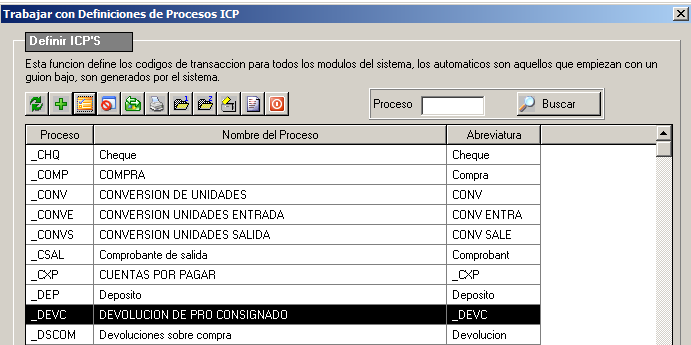 Trabajar con Definiciones de Procesos ICP
Definir ICP'S
Esta funcion define los codigos de transaccion para todos los modulos del sistema, los automaticos son aquellos que empiezan con un
guion bajo, son generados por el sistema.
Proceso Buscar
Proceso Nombre del Proceso Abreviatura
_CHQ Cheque Cheque
_COMP COMPRA Compra
_CONV CONVERSION DE UNIDADES CONV
_CONVE CONVERSION UNIDADES ENTRADA CONV ENTRA
_CONVS CONVERSION UNIDADES SALIDA CONV SALE
_CSAL Comprobante de salida Comprobant
_CXP CUENTAS POR PAGAR _CXP
_DEP Deposito Deposito
_DEVC DEVOLUCION DE PRO CONSIGNADO _DEVC
_DSCOM Devoluciones sobre compra Devolucion